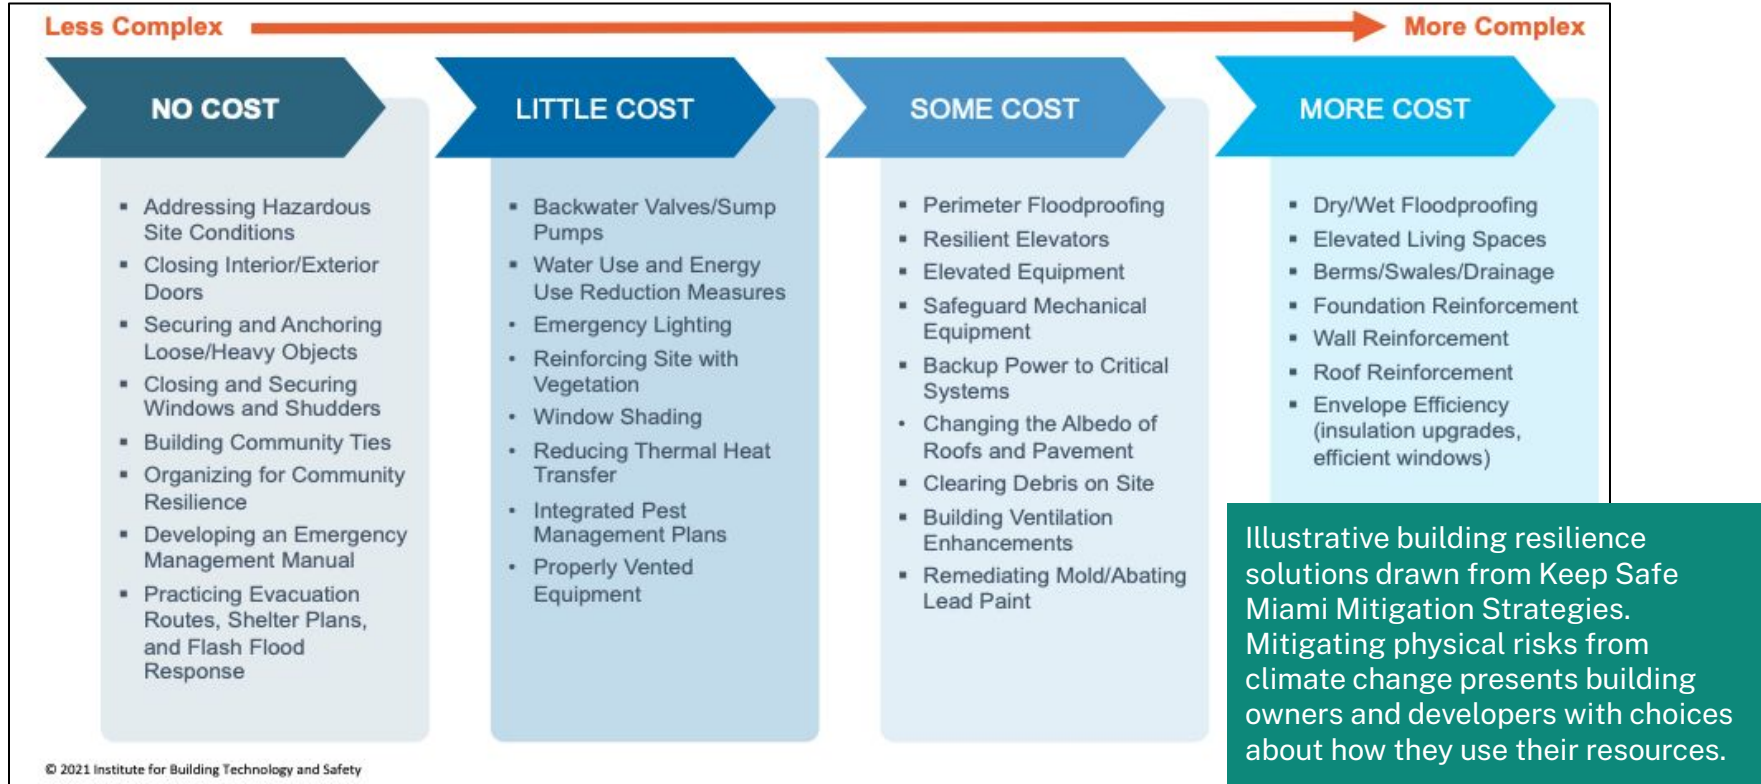 Less Complex
More Complex
NO COST
▪ Addressing Hazardous
Site Conditions
▪ Closing Interior/Exterior
Doors
▪ Securing and Anchoring
Loose/Heavy Objects
▪ Closing and Securing
Windows and Shudders
▪ Building Community Ties
▪ Organizing for Community
Resilience
▪ Developing an Emergency
Management Manual
▪ Practicing Evacuation
Routes, Shelter Plans,
and Flash Flood
Response
LITTLE COST
▪ Backwater Valves/Sump
Pumps
▪ Water Use and Energy
Use Reduction Measures
• Emergency Lighting
• Reinforcing Site with
Vegetation
• Window Shading
• Reducing Thermal Heat
Transfer
• Integrated Pest
Management Plans
• Properly Vented
Equipment
SOME COST
▪ Perimeter Floodproofing
▪ Resilient Elevators
▪ Elevated Equipment
▪ Safeguard Mechanical
Equipment
▪ Backup Power to Critical
Systems
• Changing the Albedo of
Roofs and Pavement
▪ Clearing Debris on Site
▪ Building Ventilation
Enhancements
▪ Remediating Mold/Abating
Lead Paint
MORE COST
▪ Dry/Wet Floodproofing
▪ Elevated Living Spaces
▪ Berms/Swales/Drainage
▪ Foundation Reinforcement
▪ Wall Reinforcement
▪ Roof Reinforcement
▪ Envelope Efficiency
(insulation upgrades,
efficient windows)
Illustrative building resilience
solutions drawn from Keep Safe
Miami Mitigation Strategies.
Mitigating physical risks from
climate change presents building
owners and developers with choices
about how they use their resources.
© 2021 Institute for Building Technology and Safety